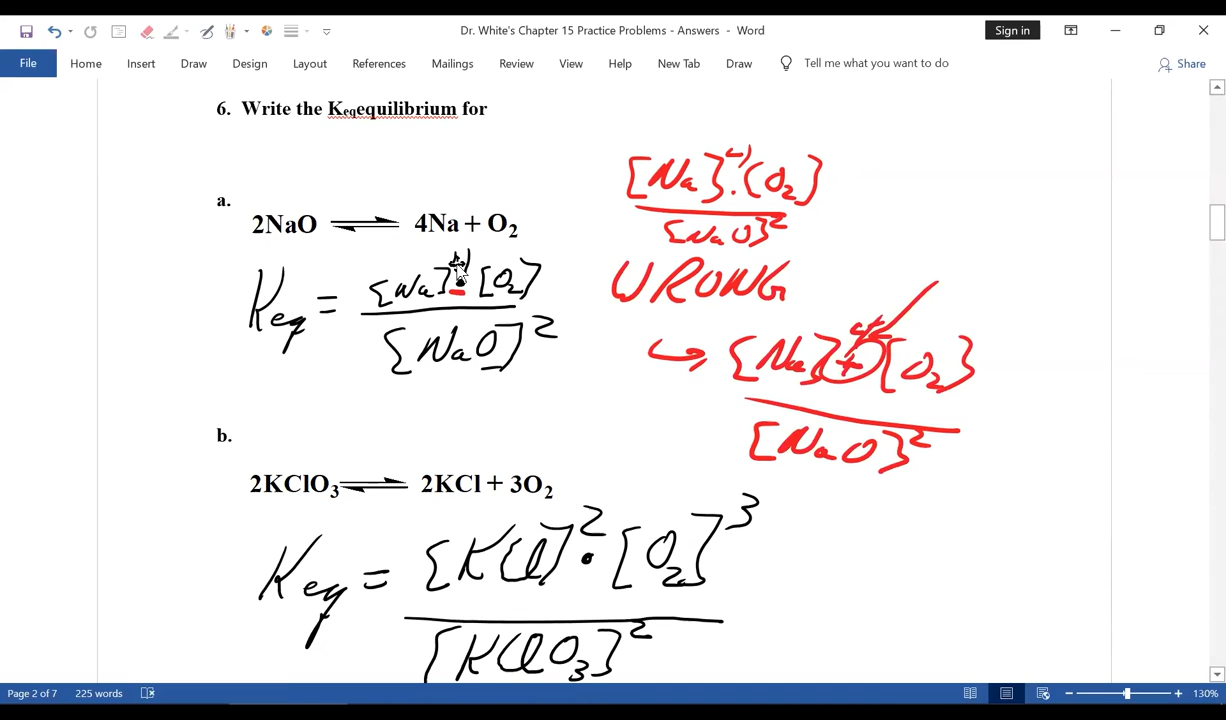 Dr. White's Chapter 15 Practice Problems - Answers - Word
Sign in
File Home Insert Draw Design Layout References Mailings Review View Help New Tab Draw Tell me what you want to do Share
6. Write the Keqequilibrium for
a.
2NaO ⇌ 4Na + O₂
Keq = [Na]⁴ · [O₂]
[NaO]²
[Na]⁴ · [O₂]
[NaO]²
WRONG
→ [Na] + [O₂]
[NaO]²
b.
2KClO₃ ⇌ 2KCl + 3O₂
Keq = [KCl]² · [O₂]³
[KClO₃]²
Page 2 of 7 225 words 130%